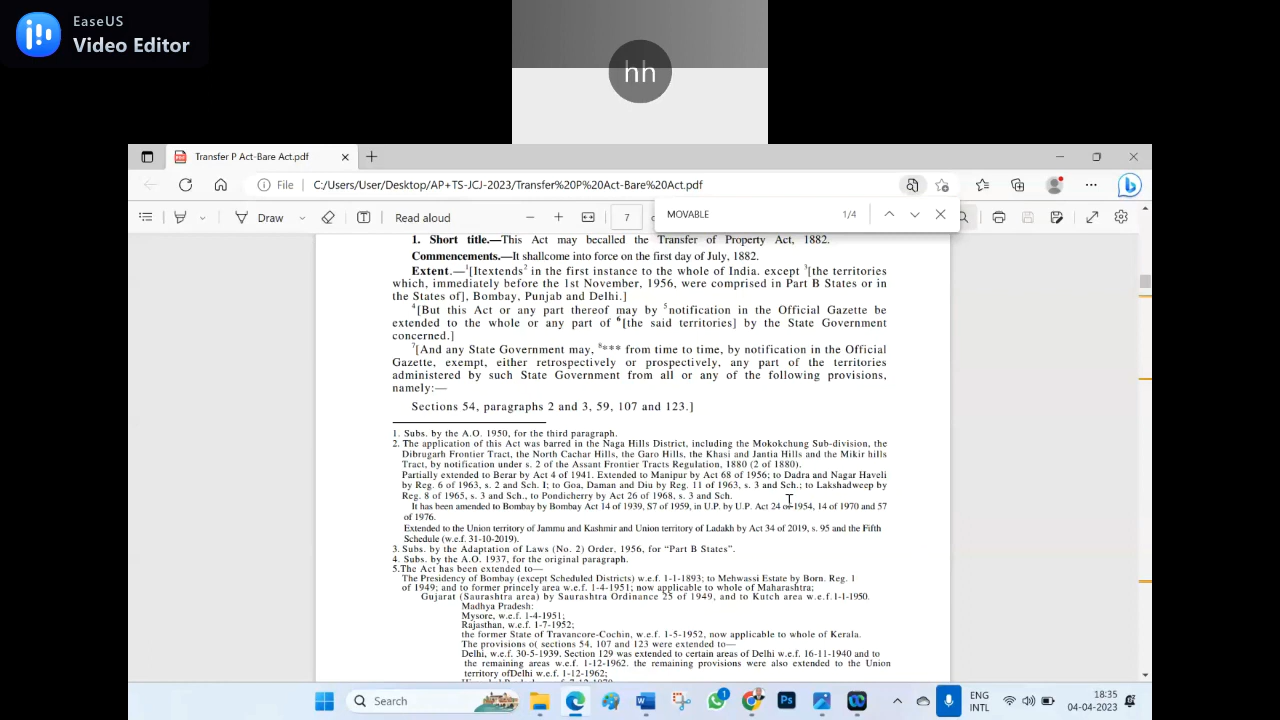 EaseUS
Video Editor
hh
Transfer P Act-Bare Act.pdf
File
C:/Users/User/Desktop/AP+TS-JCJ-2023/Transfer%20P%20Act-Bare%20Act.pdf
MOVABLE 1/4
Draw
Read aloud
7
1. Short title.—This Act may becalled the Transfer of Property Act, 1882.
Commencements.—It shallcome into force on the first day of July, 1882.
Extent.—1[Itextends2 in the first instance to the whole of India. except 3[the territories
which, immediately before the 1st November, 1956, were comprised in Part B States or in
the States of], Bombay, Punjab and Delhi.]
4[But this Act or any part thereof may by 5notification in the Official Gazette be
extended to the whole or any part of 6[the said territories] by the State Government
concerned.]
7[And any State Government may, 8*** from time to time, by notification in the Official
Gazette, exempt, either retrospectively or prospectively, any part of the territories
administered by such State Government from all or any of the following provisions,
namely:—
Sections 54, paragraphs 2 and 3, 59, 107 and 123.]
1. Subs. by the A.O. 1950, for the third paragraph.
2. The application of this Act was barred in the Naga Hills District, including the Mokokchung Sub-division, the
Dibrugarh Frontier Tract, the North Cachar Hills, the Garo Hills, the Khasi and Jantia Hills and the Mikir hills
Tract, by notification under s. 2 of the Assant Frontier Tracts Regulation, 1880 (2 of 1880).
Partially extended to Berar by Act 4 of 1941. Extended to Manipur by Act 68 of 1956; to Dadra and Nagar Haveli
by Reg. 6 of 1963, s. 2 and Sch. I; to Goa, Daman and Diu by Reg. 11 of 1963, s. 3 and Sch.; to Lakshadweep by
Reg. 8 of 1965, s. 3 and Sch., to Pondicherry by Act 26 of 1968, s. 3 and Sch.
It has been amended to Bombay by Bombay Act 14 of 1939, S7 of 1959, in U.P. by U.P. Act 24 of 1954, 14 of 1970 and 57
of 1976.
Extended to the Union territory of Jammu and Kashmir and Union territory of Ladakh by Act 34 of 2019, s. 95 and the Fifth
Schedule (w.e.f. 31-10-2019).
3. Subs. by the Adaptation of Laws (No. 2) Order, 1956, for "Part B States".
4. Subs. by the A.O. 1937, for the original paragraph.
5.The Act has been extended to—
The Presidency of Bombay (except Scheduled Districts) w.e.f. 1-1-1893; to Mehwassi Estate by Born. Reg. 1
of 1949; and to former princely area w.e.f. 1-4-1951; now applicable to whole of Maharashtra;
Gujarat (Saurashtra area) by Saurashtra Ordinance 25 of 1949, and to Kutch area w.e.f.1-1-1950.
Madhya Pradesh:
Mysore, w.e.f. 1-4-1951;
Rajasthan, w.e.f. 1-7-1952;
the former State of Travancore-Cochin, w.e.f. 1-5-1952, now applicable to whole of Kerala.
The provisions o( sections 54, 107 and 123 were extended to—
Delhi, w.e.f. 30-5-1939. Section 129 was extended to certain areas of Delhi w.e.f. 16-11-1940 and to
the remaining areas w.e.f. 1-12-1962. the remaining provisions were also extended to the Union
territory ofDelhi w.e.f. 1-12-1962;
Search
1
ENG
INTL
18:35
04-04-2023